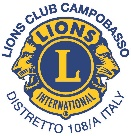 LIONS CLUB CAMPOBASSO
LIONS
L
INTERNATIONAL
DISTRETTO 108/A ITALY